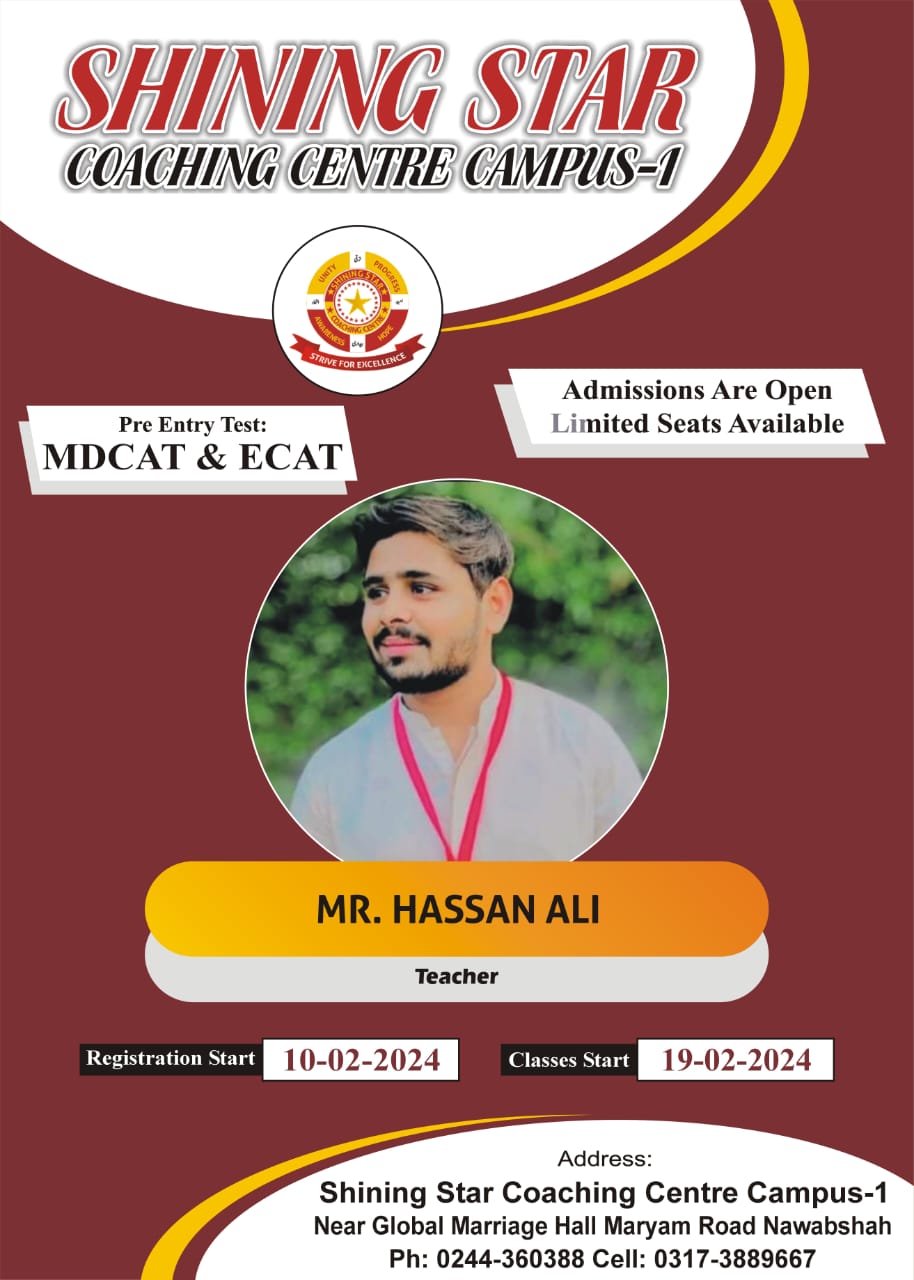 SHINING STAR
COACHING CENTRE CAMPUS-1
UNITY
PROGRESS
SHINING STAR
COACHING CENTRE
AWARENESS
HOPE
STRIVE FOR EXCELLENCE
Admissions Are Open
Limited Seats Available
Pre Entry Test:
MDCAT & ECAT
MR. HASSAN ALI
Teacher
Registration Start 10-02-2024
Classes Start 19-02-2024
Address:
Shining Star Coaching Centre Campus-1
Near Global Marriage Hall Maryam Road Nawabshah
Ph: 0244-360388 Cell: 0317-3889667